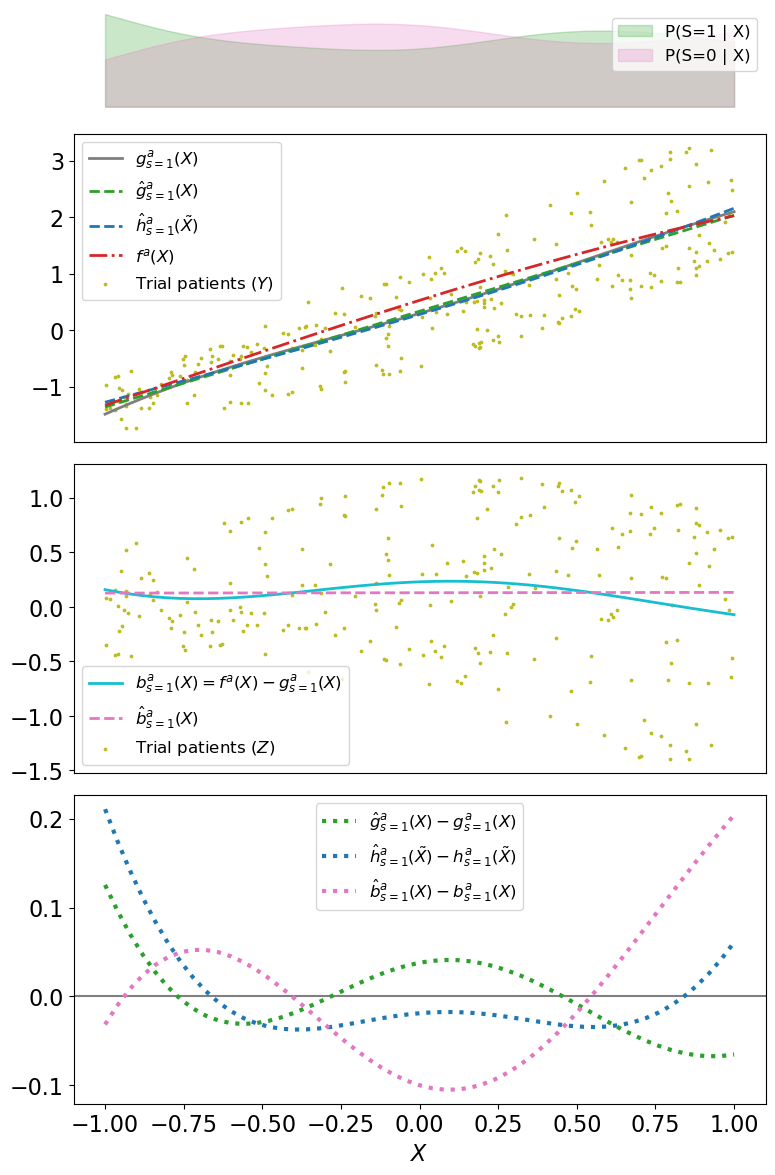 P(S=1 | X)
P(S=0 | X)
3
2
1
0
−1
g^a_{s=1}(X)
ĝ^a_{s=1}(X)
ĥ^a_{s=1}(X̃)
f^a(X)
Trial patients (Y)
1.0
0.5
0.0
−0.5
−1.0
−1.5
b^a_{s=1}(X) = f^a(X) − g^a_{s=1}(X)
b̂^a_{s=1}(X)
Trial patients (Z)
0.2
0.1
0.0
−0.1
ĝ^a_{s=1}(X) − g^a_{s=1}(X)
ĥ^a_{s=1}(X̃) − h^a_{s=1}(X̃)
b̂^a_{s=1}(X) − b^a_{s=1}(X)
−1.00 −0.75 −0.50 −0.25 0.00 0.25 0.50 0.75 1.00
X